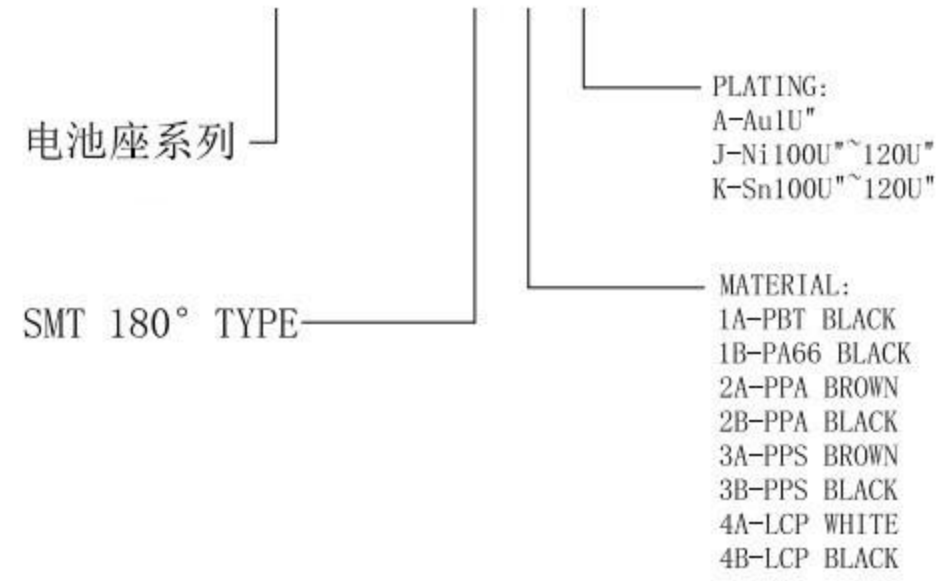 电池座系列
SMT 180° TYPE
PLATING:
A-Au1U"
J-Ni100U"~120U"
K-Sn100U"~120U"
MATERIAL:
1A-PBT BLACK
1B-PA66 BLACK
2A-PPA BROWN
2B-PPA BLACK
3A-PPS BROWN
3B-PPS BLACK
4A-LCP WHITE
4B-LCP BLACK